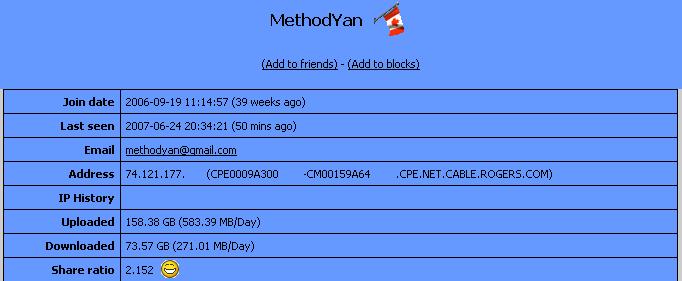 MethodYan
(Add to friends) - (Add to blocks)
Join date 2006-09-19 11:14:57 (39 weeks ago)
Last seen 2007-06-24 20:34:21 (50 mins ago)
Email methodyan@gmail.com
Address 74.121.177. (CPE0009A300 -CM00159A64 .CPE.NET.CABLE.ROGERS.COM)
IP History
Uploaded 158.38 GB (583.39 MB/Day)
Downloaded 73.57 GB (271.01 MB/Day)
Share ratio 2.152